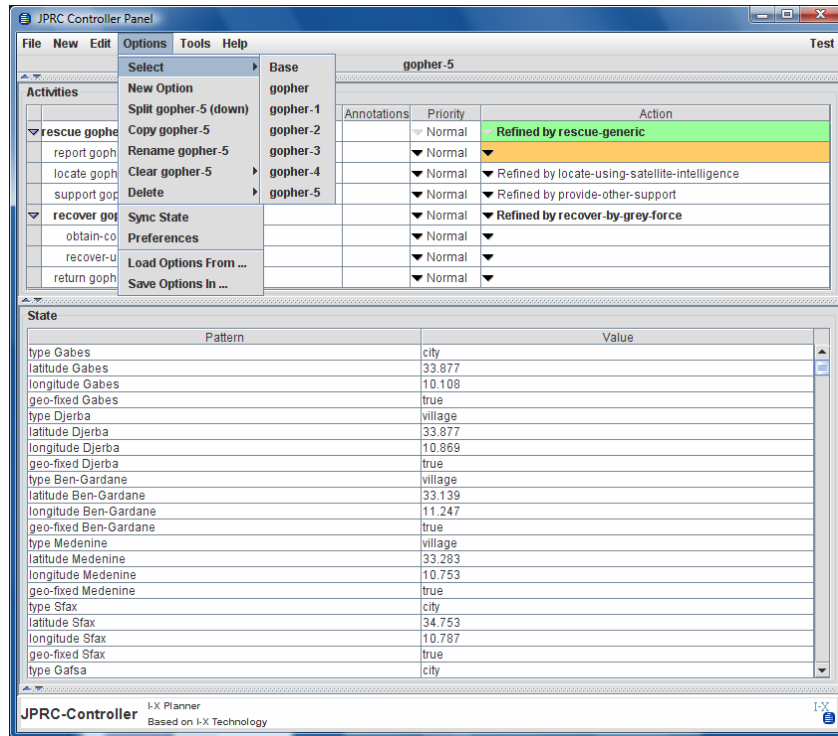 JPRC Controller Panel
File New Edit Options Tools Help Test
gopher-5
Select
New Option
Split gopher-5 (down)
Copy gopher-5
Rename gopher-5
Clear gopher-5
Delete
Sync State
Preferences
Load Options From ...
Save Options In ...
Base
gopher
gopher-1
gopher-2
gopher-3
gopher-4
gopher-5
Activities
Annotations Priority Action
rescue gophe Normal Refined by rescue-generic
report goph Normal
locate goph Normal Refined by locate-using-satellite-intelligence
support gop Normal Refined by provide-other-support
recover gop Normal Refined by recover-by-grey-force
obtain-co Normal
recover-u Normal
return goph Normal
State
Pattern Value
type Gabes city
latitude Gabes 33.877
longitude Gabes 10.108
geo-fixed Gabes true
type Djerba village
latitude Djerba 33.877
longitude Djerba 10.869
geo-fixed Djerba true
type Ben-Gardane village
latitude Ben-Gardane 33.139
longitude Ben-Gardane 11.247
geo-fixed Ben-Gardane true
type Medenine village
latitude Medenine 33.283
longitude Medenine 10.753
geo-fixed Medenine true
type Sfax city
latitude Sfax 34.753
longitude Sfax 10.787
geo-fixed Sfax true
type Gafsa city
JPRC-Controller
I-X Planner
Based on I-X Technology
I-X